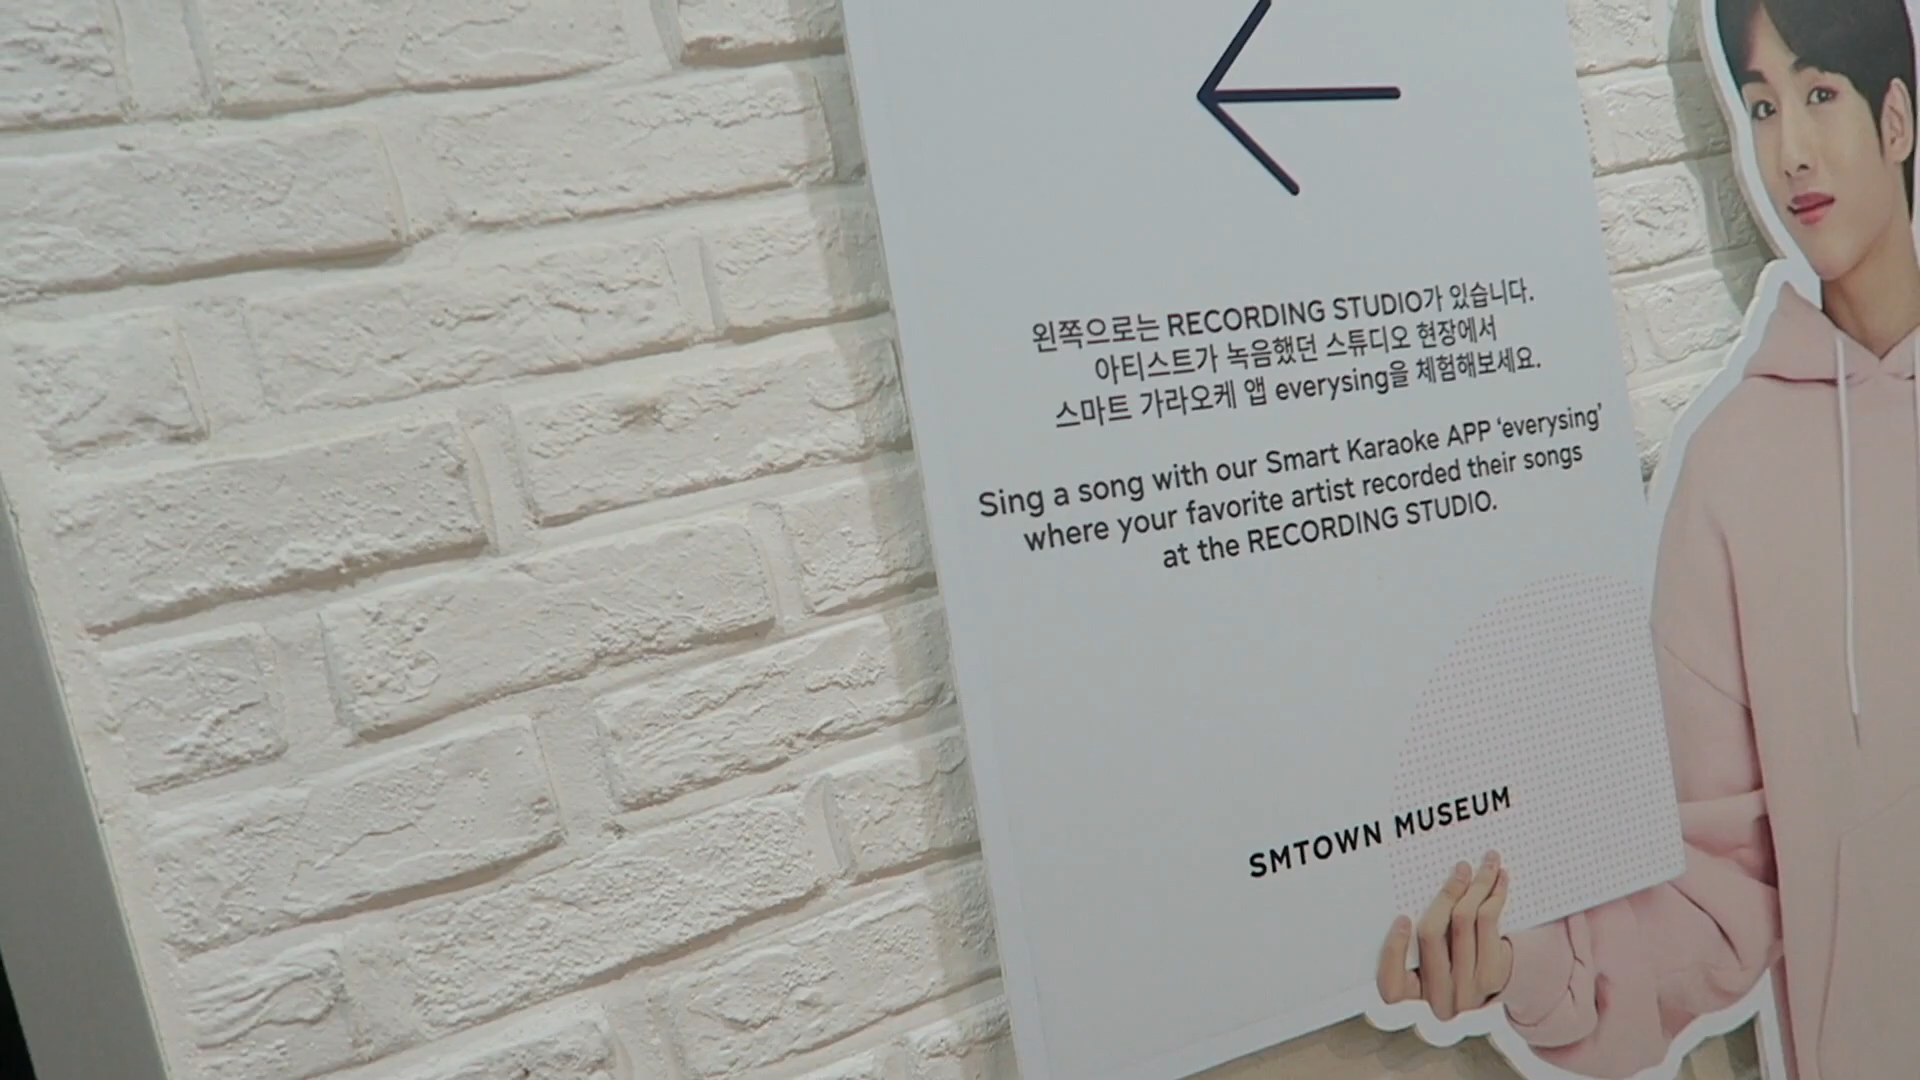 왼쪽으로는 RECORDING STUDIO가 있습니다.
아티스트가 녹음했던 스튜디오 현장에서
스마트 가라오케 앱 everysing을 체험해보세요.
Sing a song with our Smart Karaoke APP ‘everysing’
where your favorite artist recorded their songs
at the RECORDING STUDIO.
SMTOWN MUSEUM